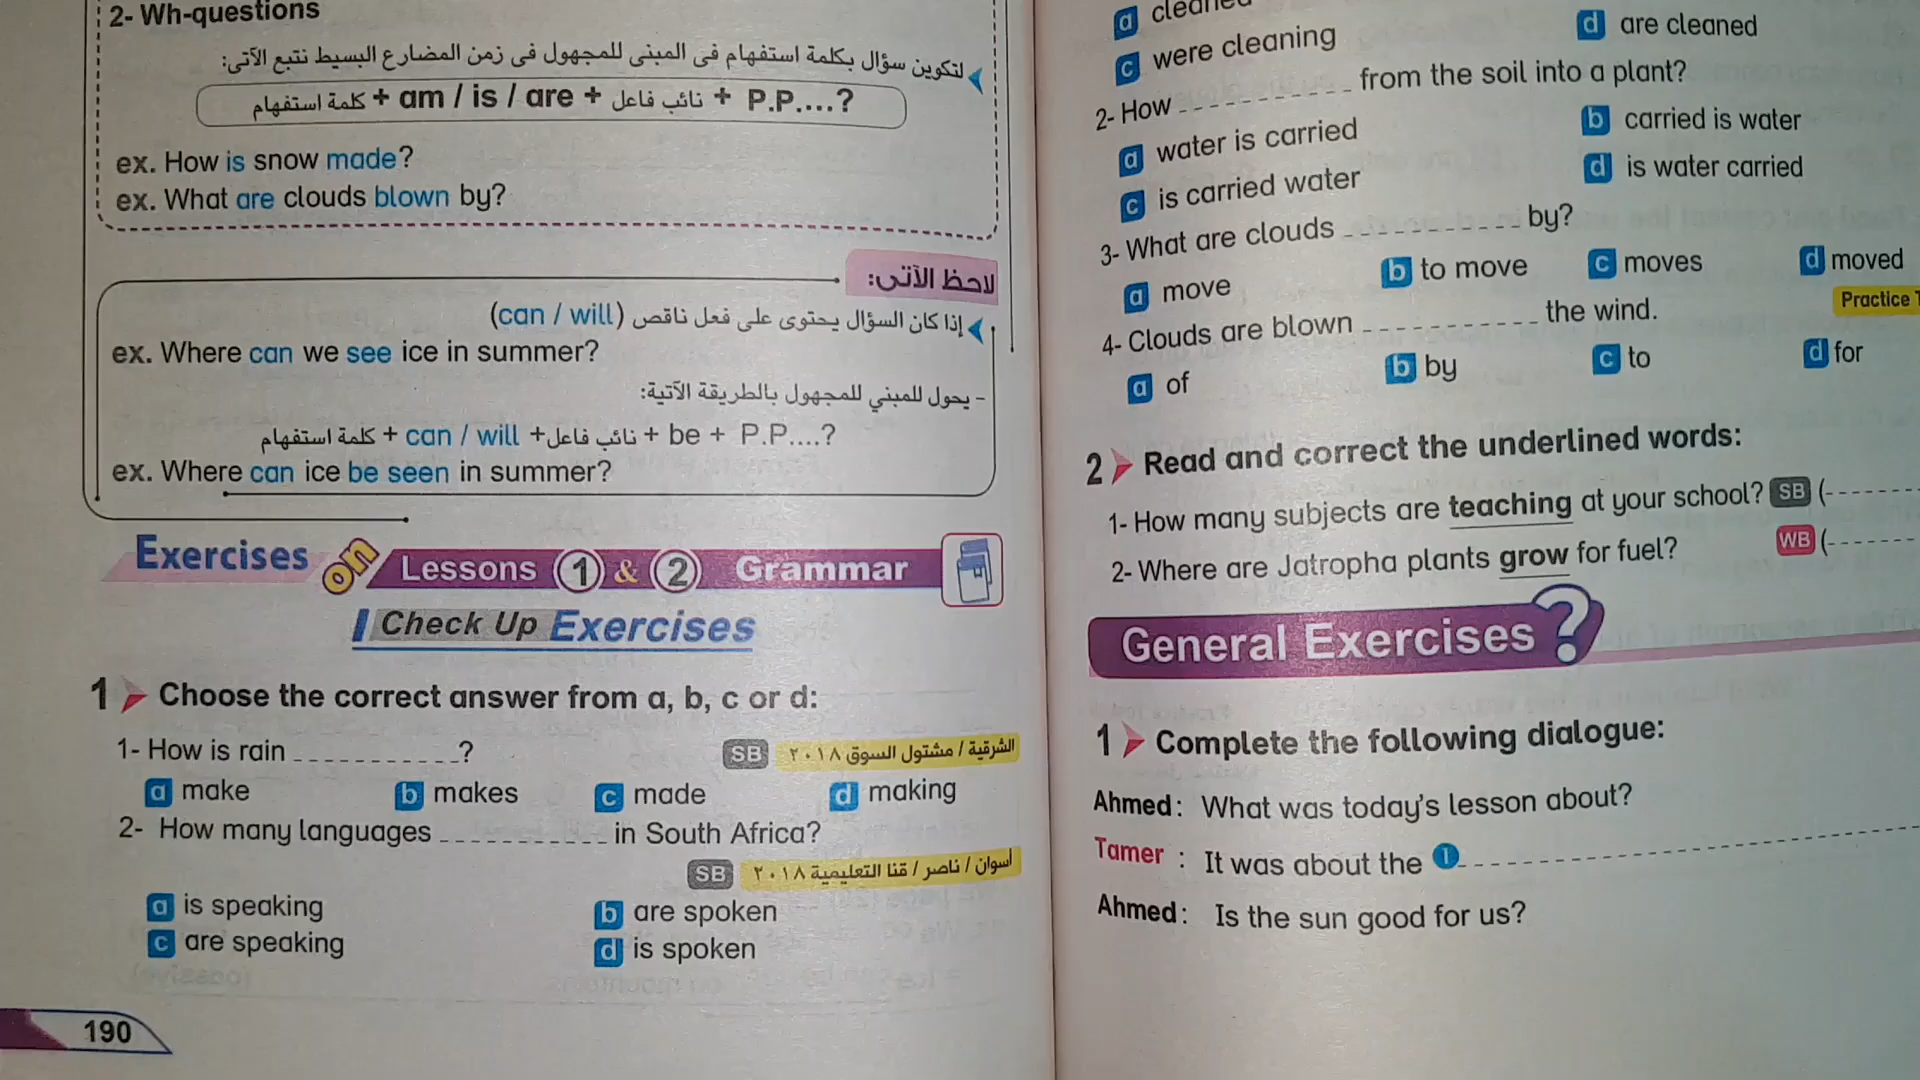 2- Wh-questions
لتكوين سؤال بكلمة استفهام فى المبنى للمجهول فى زمن المضارع البسيط نتبع الآتى:
كلمة استفهام + am / is / are + نائب فاعل + P.P....?
ex. How is snow made?
ex. What are clouds blown by?
لاحظ الآتى:
إذا كان السؤال يحتوى على فعل ناقص (can / will)
ex. Where can we see ice in summer?
- يحول للمبني للمجهول بالطريقة الآتية:
كلمة استفهام + can / will +نائب فاعل + be + P.P....?
ex. Where can ice be seen in summer?
Exercises on Lessons 1 & 2 Grammar
Check Up Exercises
1 Choose the correct answer from a, b, c or d:
1- How is rain ___________? SB الشرقية / مشتول السوق ٢٠١٨
a make b makes c made d making
2- How many languages ___________ in South Africa?
SB أسوان / ناصر / قنا التعليمية ٢٠١٨
a is speaking b are spoken
c are speaking d is spoken
190
a cleaned
c were cleaning d are cleaned
2- How ___________ from the soil into a plant?
a water is carried b carried is water
c is carried water d is water carried
3- What are clouds ___________ by?
a move b to move c moves d moved
4- Clouds are blown ___________ the wind. Practice T
a of b by c to d for
2 Read and correct the underlined words:
1- How many subjects are teaching at your school? SB (--------
2- Where are Jatropha plants grow for fuel? WB (--------
General Exercises ?
1 Complete the following dialogue:
Ahmed: What was today's lesson about?
Tamer : It was about the 1
Ahmed: Is the sun good for us?